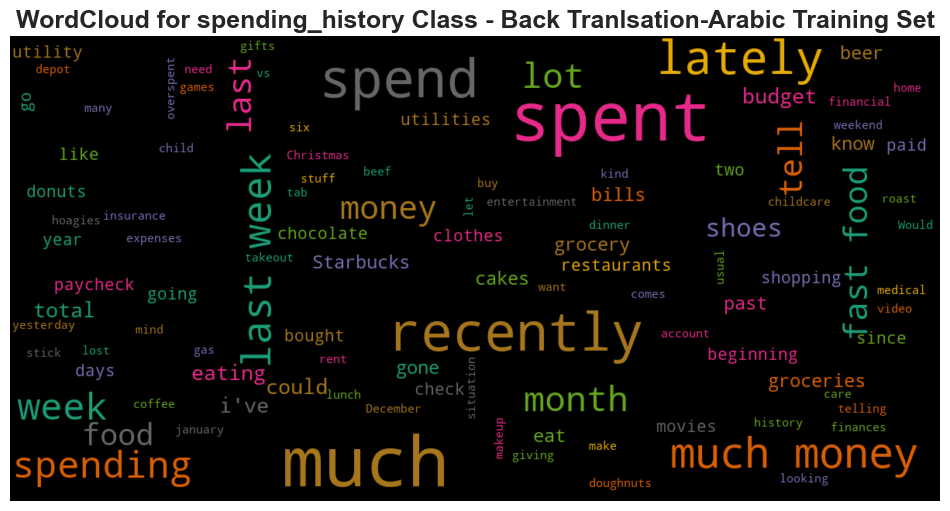 WordCloud for spending_history Class - Back Tranlsation-Arabic Training Set
utility
gifts
last
spend
lot
lately
beer
depot
need
vs
games
overspent
go
many
six
utilities
spent
budget
financial
home
weekend
like
child
Christmas
tell
know
paid
donuts
last week
stuff
beef
tab
buy
let
kind
entertainment
bills
two
childcare
fast food
roast
hoagies
insurance
money
dinner
shoes
Would
year
expenses
chocolate
clothes
grocery
takeout
Starbucks
restaurants
usual
cakes
want
shopping
medical
paycheck
going
comes
past
video
total
yesterday
mind
recently
bought
account
since
stick
lost
gas
rent
beginning
days
eating
gone
situation
groceries
could
lunch
check
care
week
coffee
i've
December
month
telling
food
january
makeup
eat
movies
history
finances
spending
much
giving
make
much money
doughnuts
looking